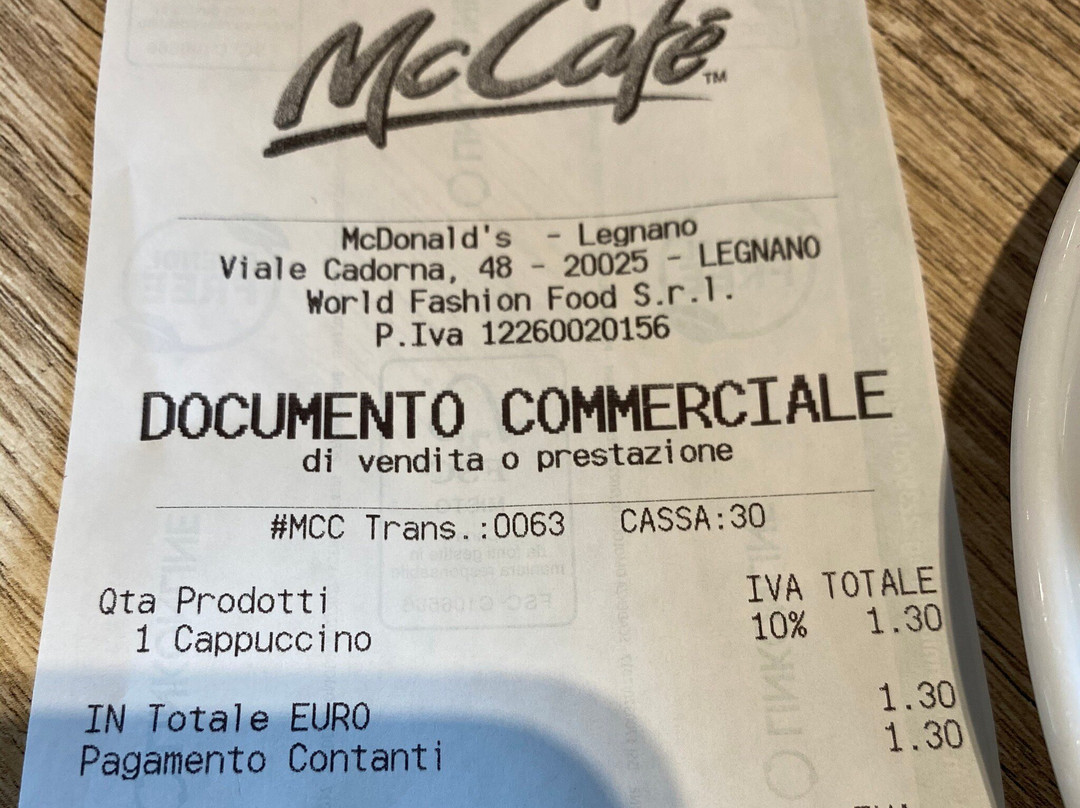 McCafé™
McDonald's - Legnano
Viale Cadorna, 48 - 20025 - LEGNANO
World Fashion Food S.r.l.
P.Iva 12260020156
DOCUMENTO COMMERCIALE
di vendita o prestazione
#MCC Trans.:0063 CASSA:30
Qta Prodotti IVA TOTALE
1 Cappuccino 10% 1.30
IN Totale EURO 1.30
Pagamento Contanti 1.30